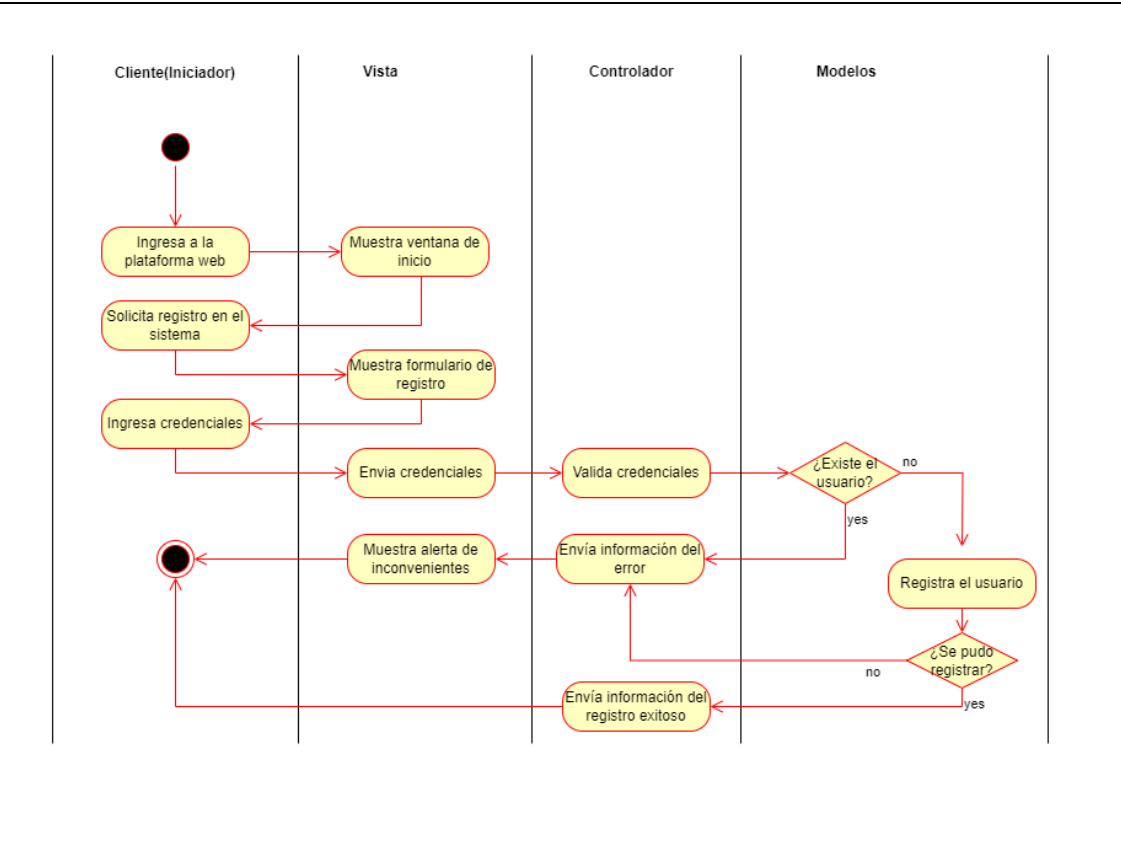 Cliente(Iniciador)
Vista
Controlador
Modelos
Ingresa a la
plataforma web
Muestra ventana de
inicio
Solicita registro en el
sistema
Muestra formulario de
registro
Ingresa credenciales
Envia credenciales
Valida credenciales
¿Existe el
usuario?
no
yes
Muestra alerta de
inconvenientes
Envía información del
error
Registra el usuario
¿Se pudo
registrar?
no
yes
Envía información del
registro exitoso